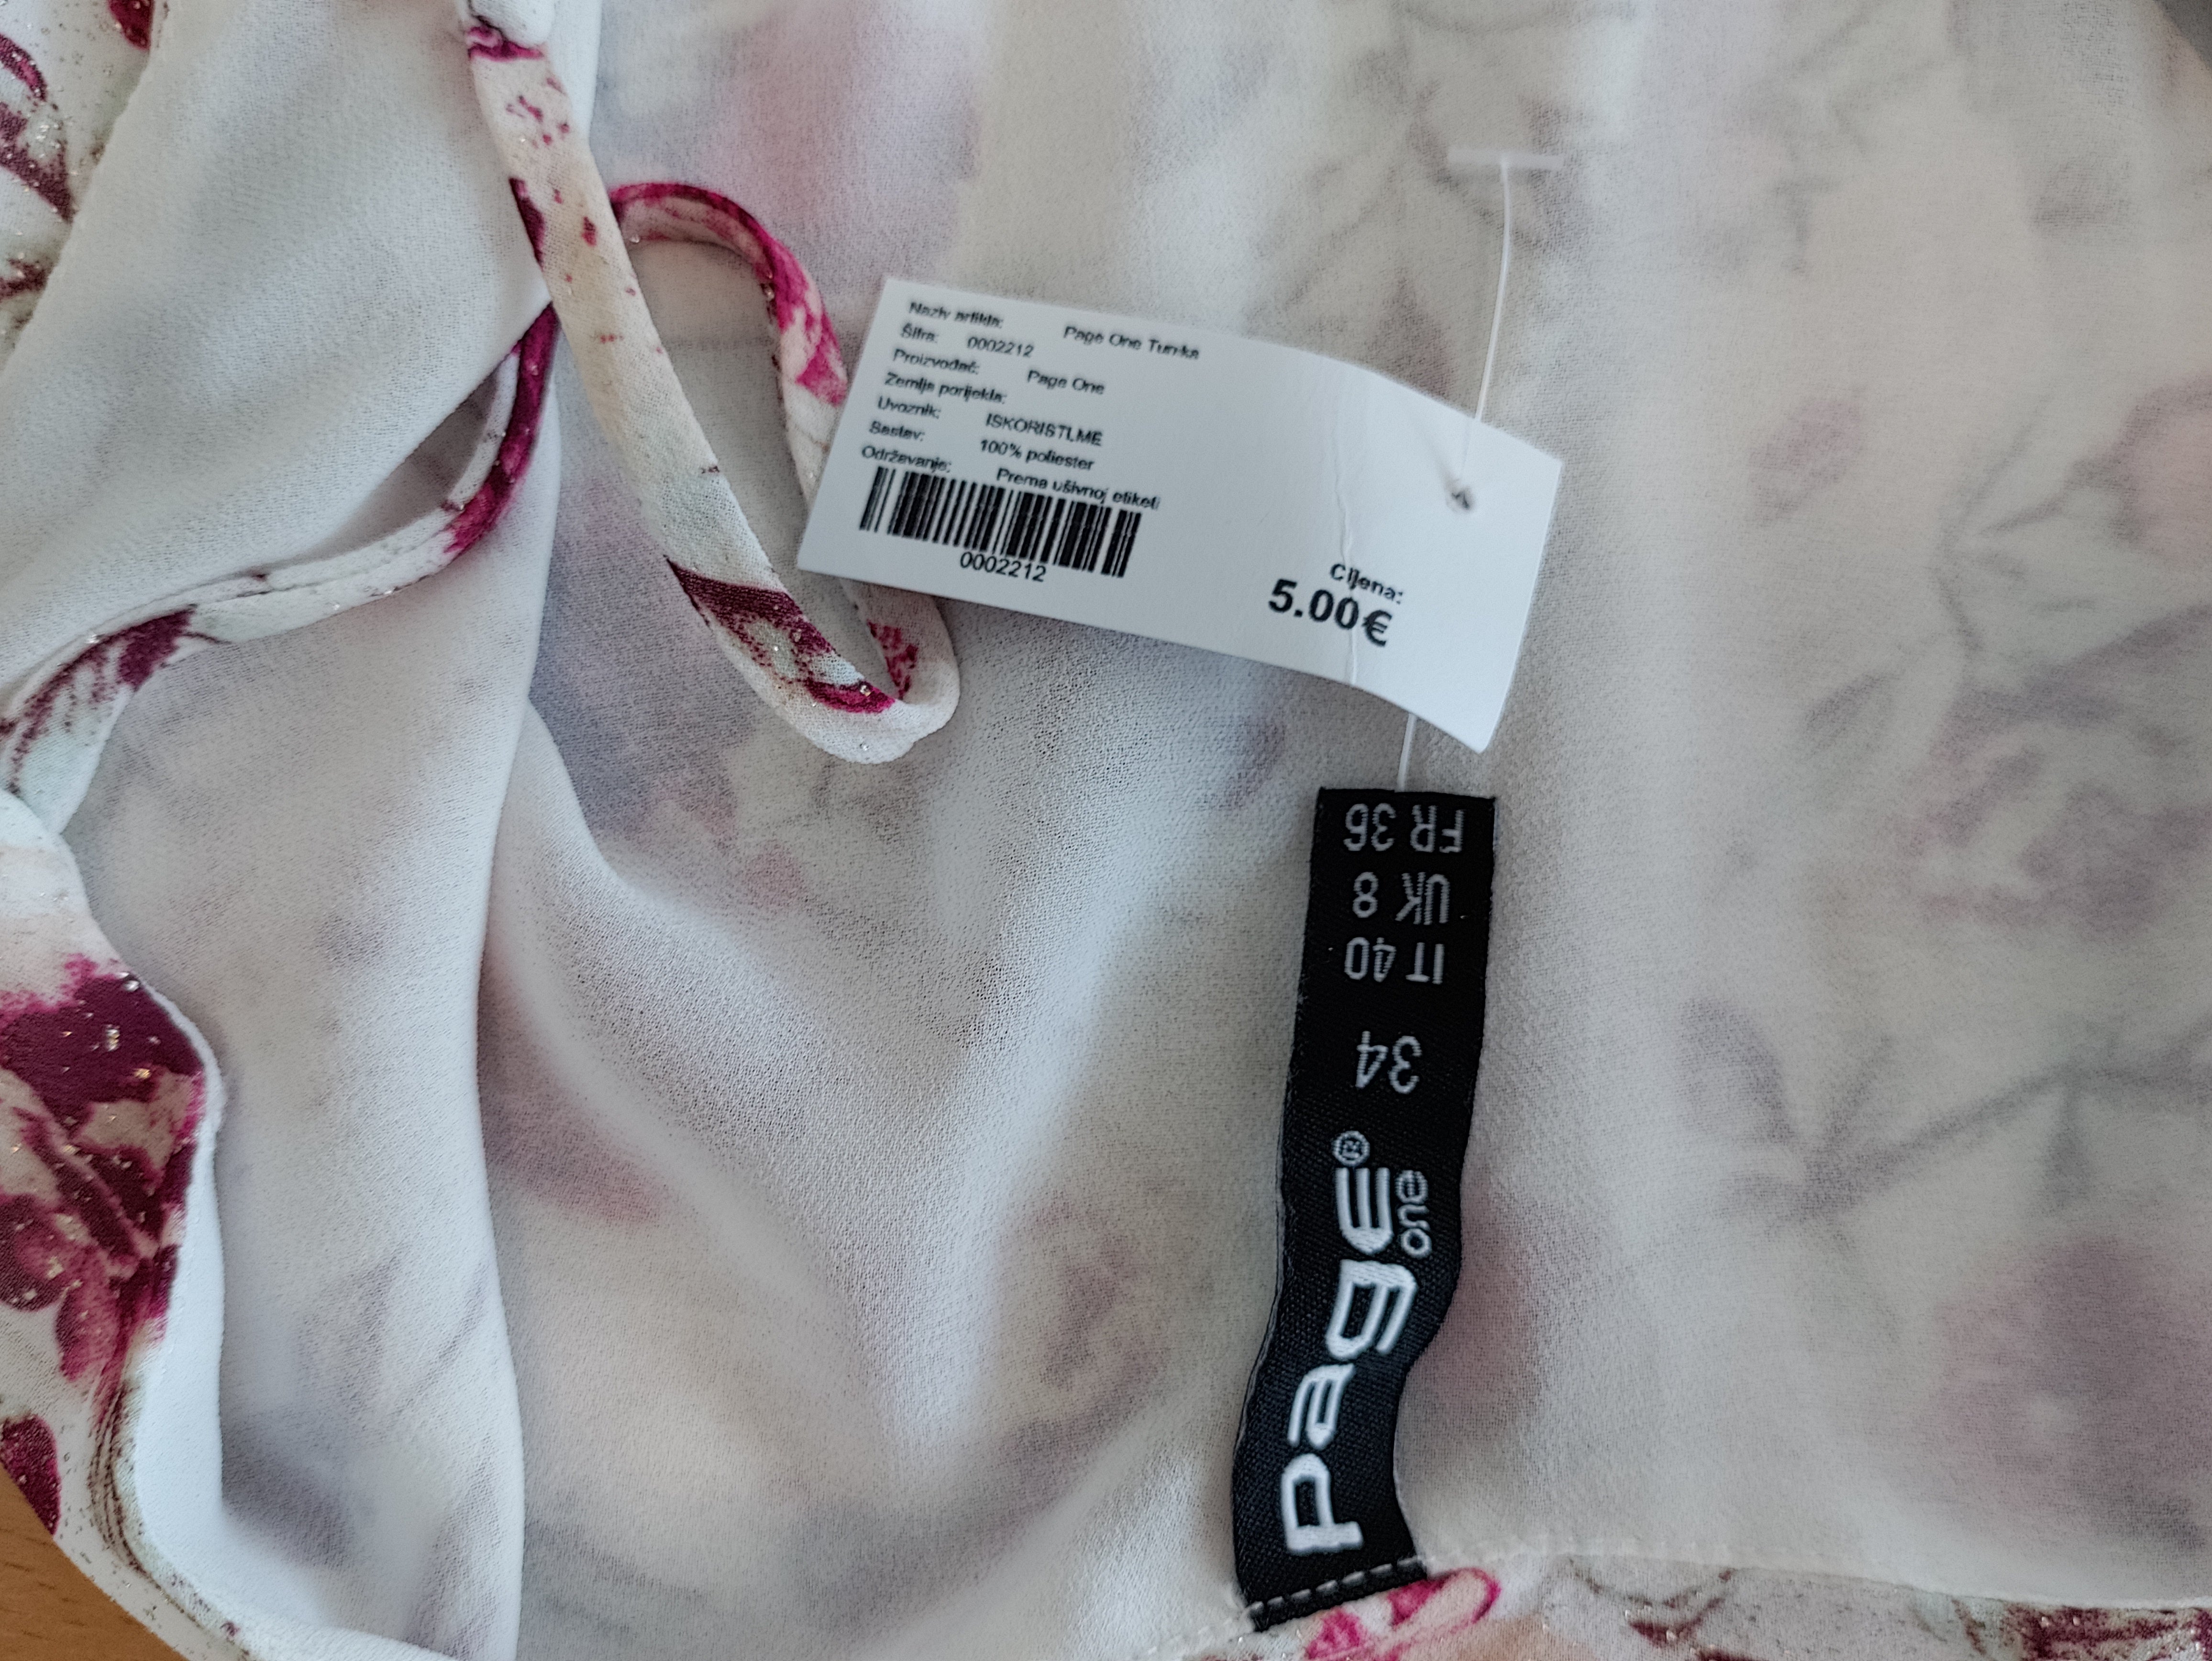 Naziv artikla: Page One Tunika
Šifra: 0002212
Proizvođač: Page One
Zemlja porijekla:
Uvoznik: ISKORISTI.ME
Sastav: 100% poliester
Održavanje: Prema ušivnoj etiketi
0002212
Cijena:
5.00€
FR 36
UK 8
IT 40
34
pagE®
one